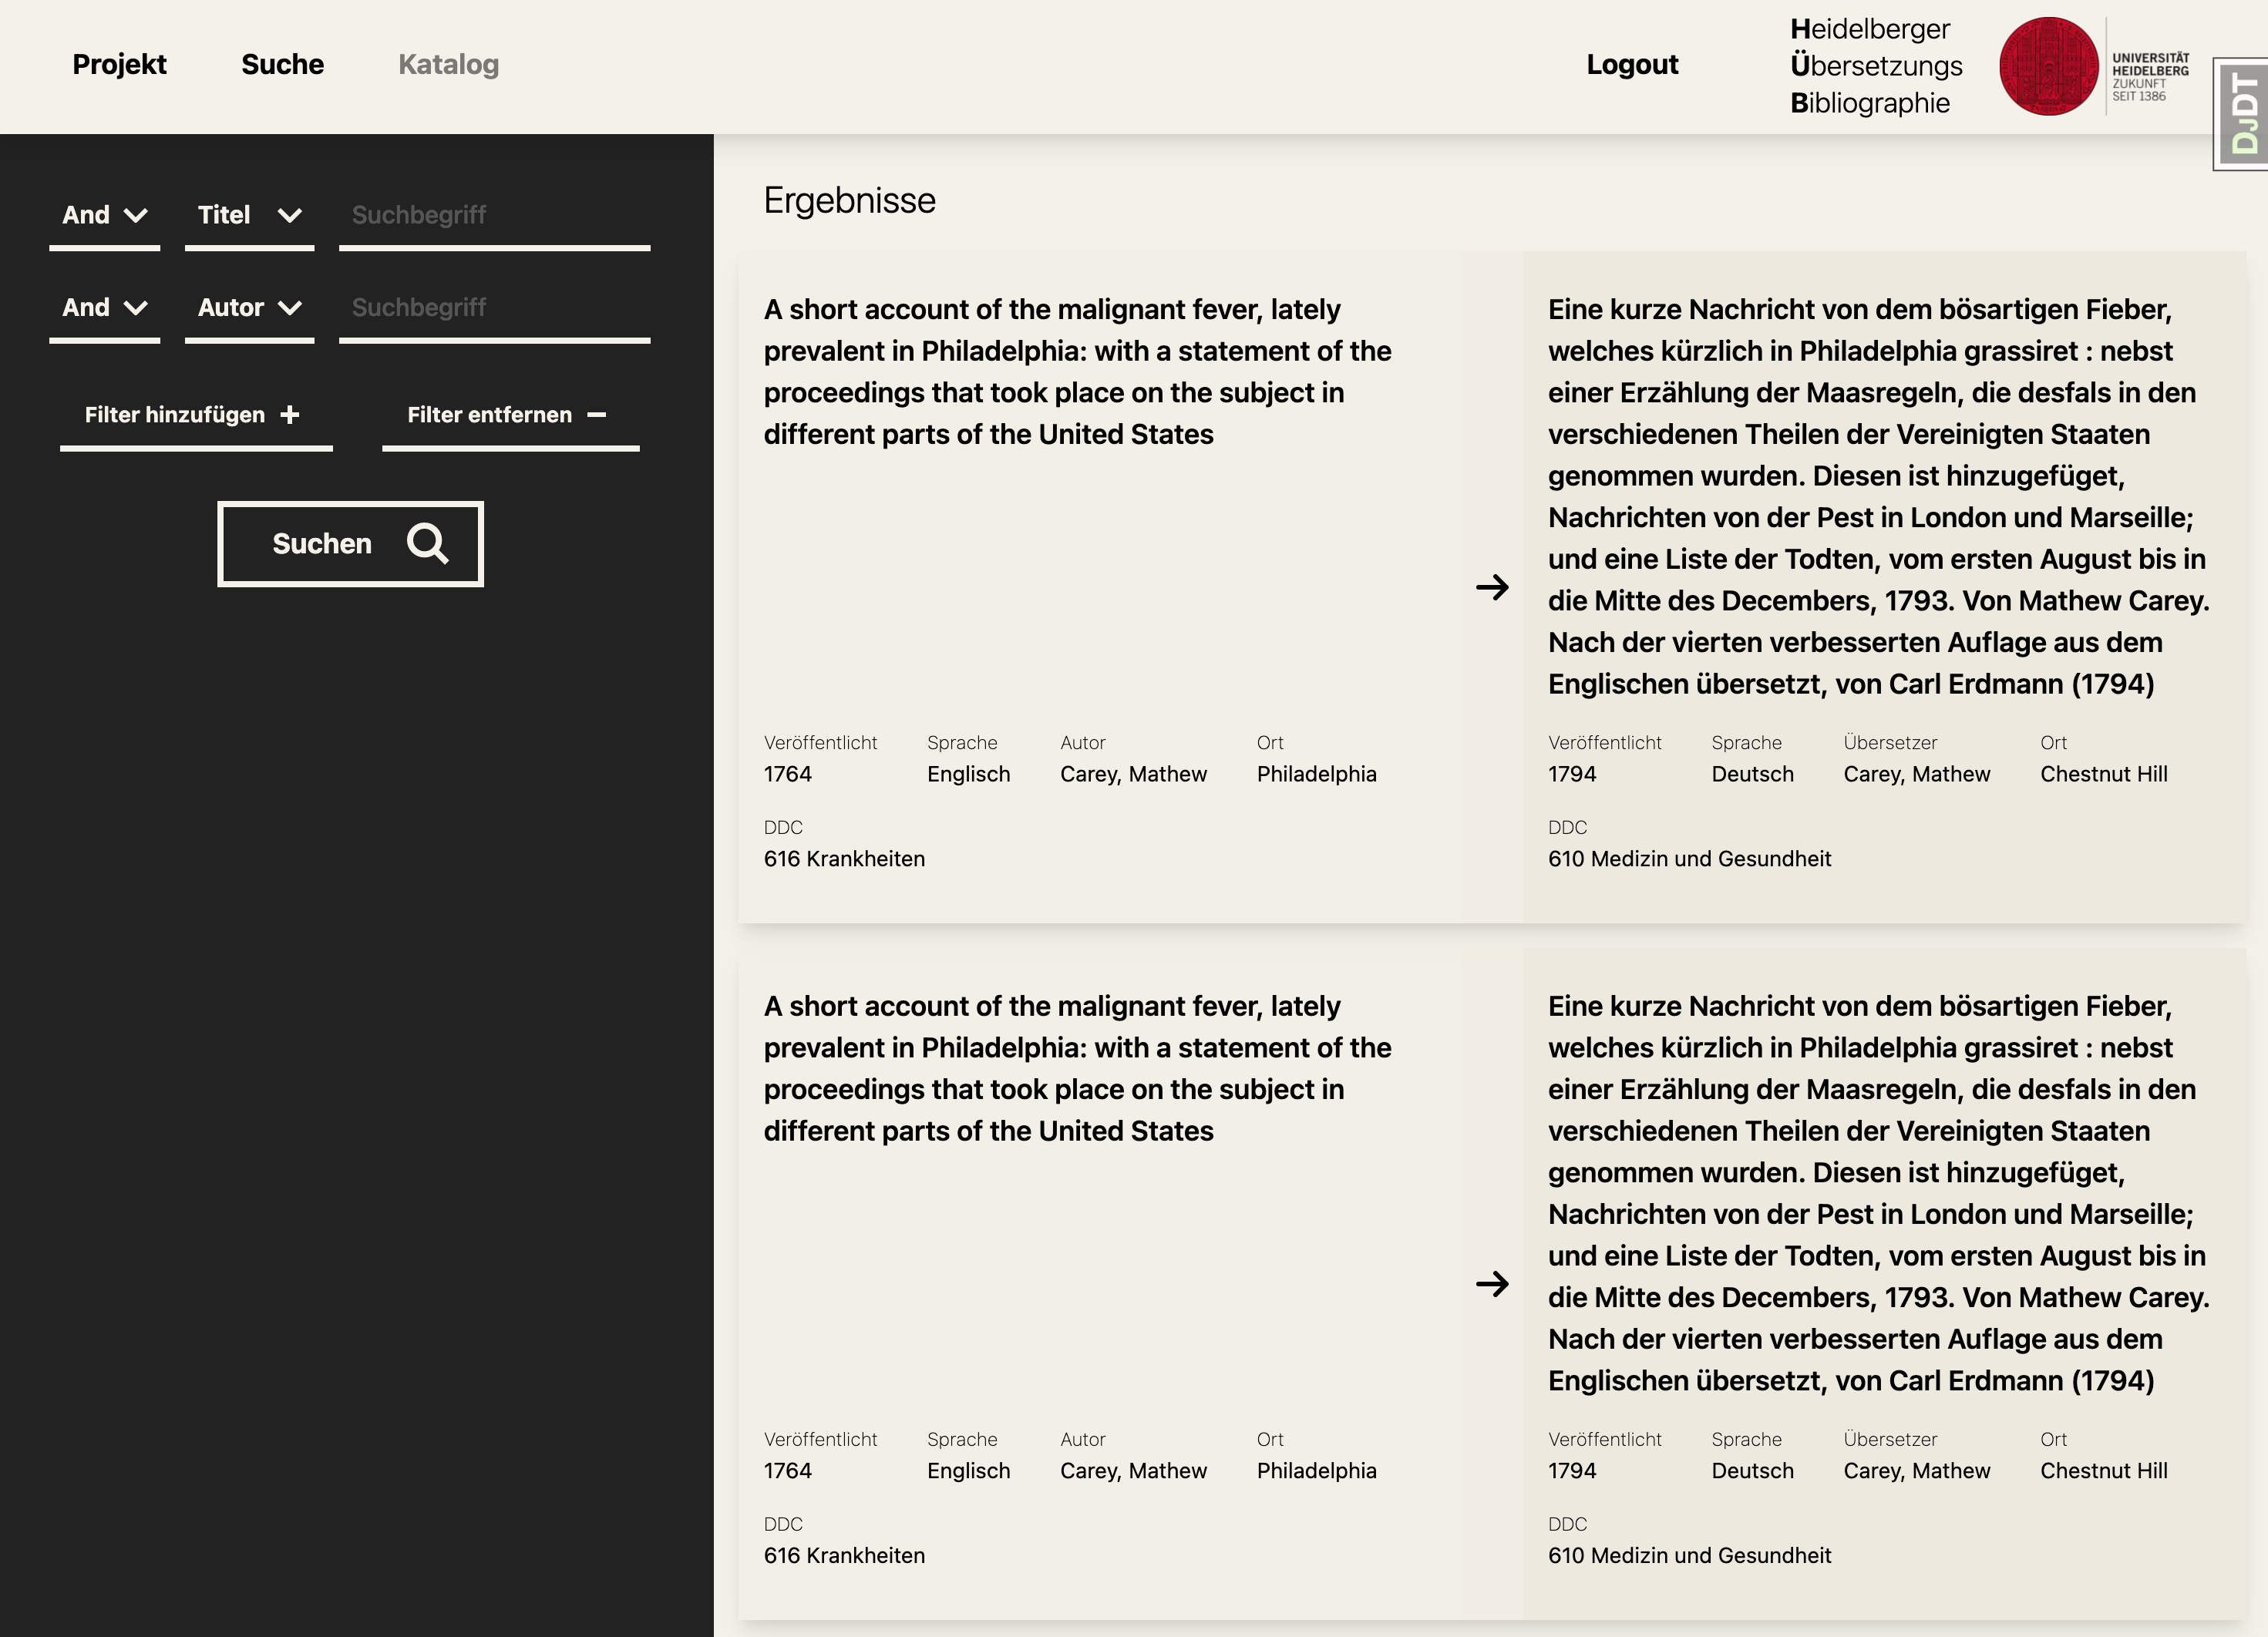 Projekt
Suche
Katalog
Logout
Heidelberger
Übersetzungs
Bibliographie
UNIVERSITÄT
HEIDELBERG
ZUKUNFT
SEIT 1386
DJDT
And
Titel
Suchbegriff
And
Autor
Suchbegriff
Filter hinzufügen +
Filter entfernen −
Suchen
Ergebnisse
A short account of the malignant fever, lately
prevalent in Philadelphia: with a statement of the
proceedings that took place on the subject in
different parts of the United States
Veröffentlicht Sprache Autor Ort
1764 Englisch Carey, Mathew Philadelphia
DDC
616 Krankheiten
Eine kurze Nachricht von dem bösartigen Fieber,
welches kürzlich in Philadelphia grassiret : nebst
einer Erzählung der Maasregeln, die desfals in den
verschiedenen Theilen der Vereinigten Staaten
genommen wurden. Diesen ist hinzugefüget,
Nachrichten von der Pest in London und Marseille;
und eine Liste der Todten, vom ersten August bis in
die Mitte des Decembers, 1793. Von Mathew Carey.
Nach der vierten verbesserten Auflage aus dem
Englischen übersetzt, von Carl Erdmann (1794)
Veröffentlicht Sprache Übersetzer Ort
1794 Deutsch Carey, Mathew Chestnut Hill
DDC
610 Medizin und Gesundheit
A short account of the malignant fever, lately
prevalent in Philadelphia: with a statement of the
proceedings that took place on the subject in
different parts of the United States
Veröffentlicht Sprache Autor Ort
1764 Englisch Carey, Mathew Philadelphia
DDC
616 Krankheiten
Eine kurze Nachricht von dem bösartigen Fieber,
welches kürzlich in Philadelphia grassiret : nebst
einer Erzählung der Maasregeln, die desfals in den
verschiedenen Theilen der Vereinigten Staaten
genommen wurden. Diesen ist hinzugefüget,
Nachrichten von der Pest in London und Marseille;
und eine Liste der Todten, vom ersten August bis in
die Mitte des Decembers, 1793. Von Mathew Carey.
Nach der vierten verbesserten Auflage aus dem
Englischen übersetzt, von Carl Erdmann (1794)
Veröffentlicht Sprache Übersetzer Ort
1794 Deutsch Carey, Mathew Chestnut Hill
DDC
610 Medizin und Gesundheit